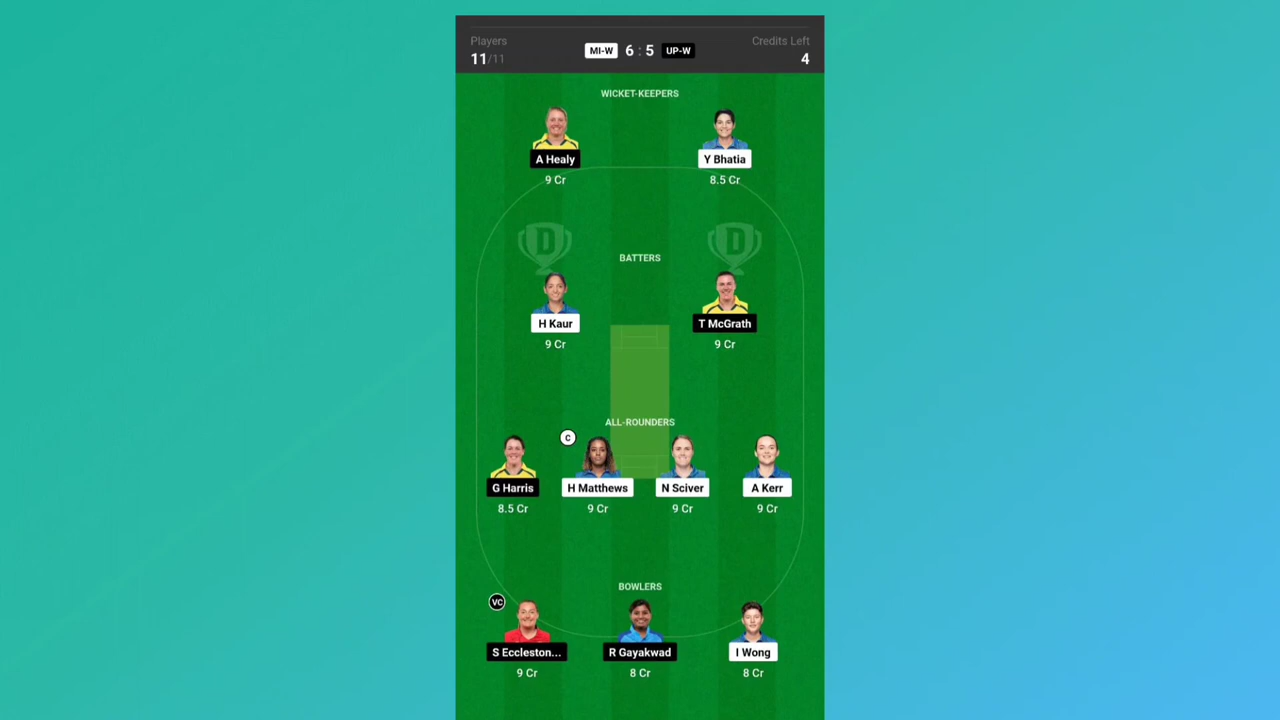 Players
Credits Left
11/11
MI-W 6 : 5 UP-W
4
WICKET-KEEPERS
A Healy
Y Bhatia
9 Cr
8.5 Cr
D
D
BATTERS
H Kaur
T McGrath
9 Cr
9 Cr
ALL-ROUNDERS
C
G Harris
H Matthews
N Sciver
A Kerr
8.5 Cr
9 Cr
9 Cr
9 Cr
BOWLERS
VC
S Eccleston...
R Gayakwad
I Wong
9 Cr
8 Cr
8 Cr